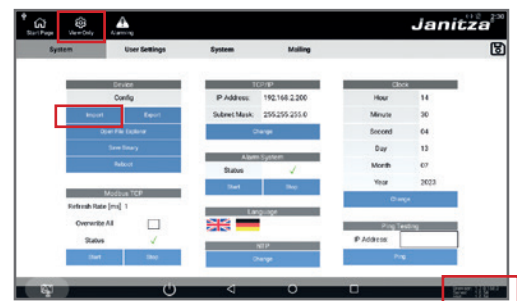 Start Page
View Only
Alarming
Janitza®
System User Settings System Mailing
Device
Config
Import Export
Open File Explorer
Save Binary
Reboot
Modbus TCP
Refresh Rate [ms] 1
Overwrite All
Status
Start Stop
TCP/IP
IP Address: 192.168.2.200
Subnet Mask: 255.255.255.0
Change
Alarm System
Status
Start Stop
Language
NTP
Change
Clock
Hour 14
Minute 30
Second 04
Day 13
Month 07
Year 2023
Change
Ping Testing
IP Address:
Ping